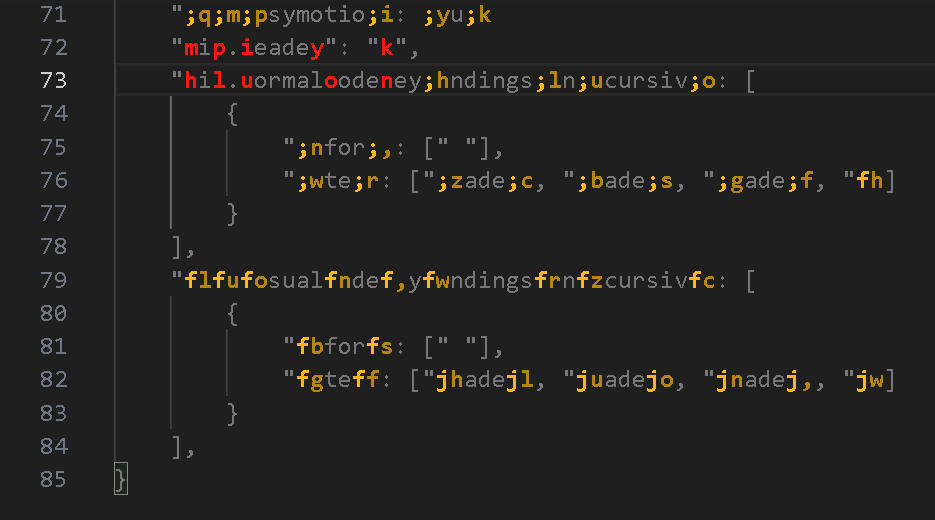 71 ";q;m;psymotio;i: ;yu;k
72 "mip.ieadey": "k",
73 "hil.uormaloodeney;hndings;ln;ucursiv;o: [
74 {
75 ";nfor;,: [" "],
76 ";wte;r: [";zade;c, ";bade;s, ";gade;f, "fh]
77 }
78 ],
79 "flfufosualfndef,yfwndingsfrnfzcursivfc: [
80 {
81 "fbforfs: [" "],
82 "fgteff: ["jhadejl, "juadejo, "jnadej,, "jw]
83 }
84 ],
85 }